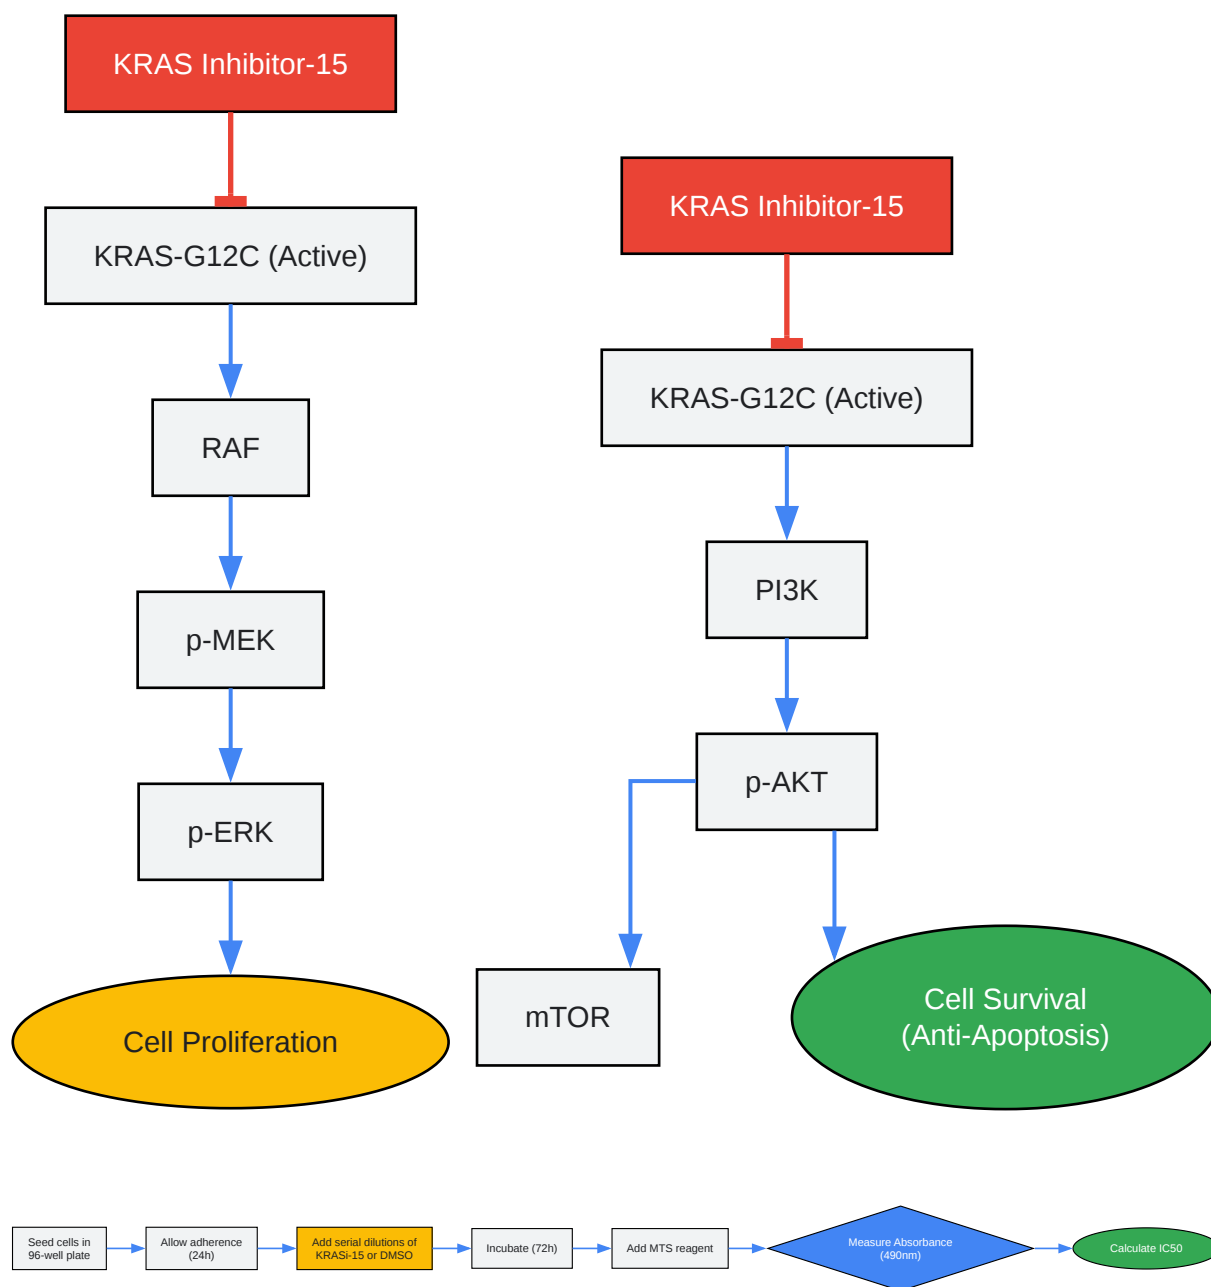 KRAS Inhibitor-15
KRAS-G12C (Active)
RAF
p-MEK
p-ERK
Cell Proliferation
KRAS Inhibitor-15
KRAS-G12C (Active)
PI3K
p-AKT
mTOR
Cell Survival
(Anti-Apoptosis)
Seed cells in
96-well plate
Allow adherence
(24h)
Add serial dilutions of
KRASi-15 or DMSO
Incubate (72h)
Add MTS reagent
Measure Absorbance
(490nm)
Calculate IC50